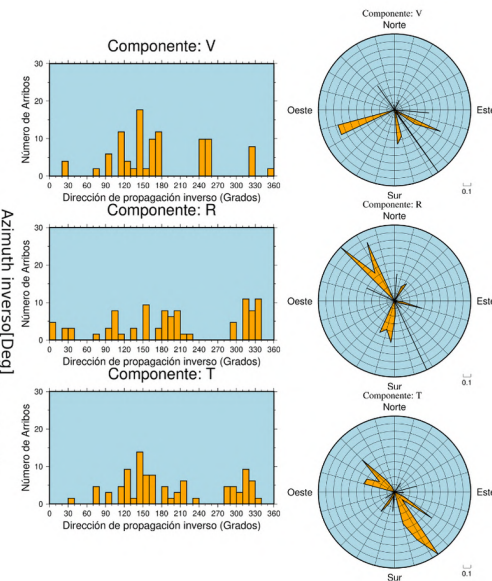 Componente: V
Número de Arribos
30
20
10
0
0 30 60 90 120 150 180 210 240 270 300 330 360
Dirección de propagación inverso (Grados)
Componente: V
Norte
Oeste
Este
Sur
0.1
Componente: R
Número de Arribos
30
20
10
0
0 30 60 90 120 150 180 210 240 270 300 330 360
Dirección de propagación inverso (Grados)
Componente: R
Norte
Oeste
Este
Sur
0.1
Componente: T
Número de Arribos
30
20
10
0
0 30 60 90 120 150 180 210 240 270 300 330 360
Dirección de propagación inverso (Grados)
Componente: T
Norte
Oeste
Este
Sur
0.1
Azimuth inverso[Deg]